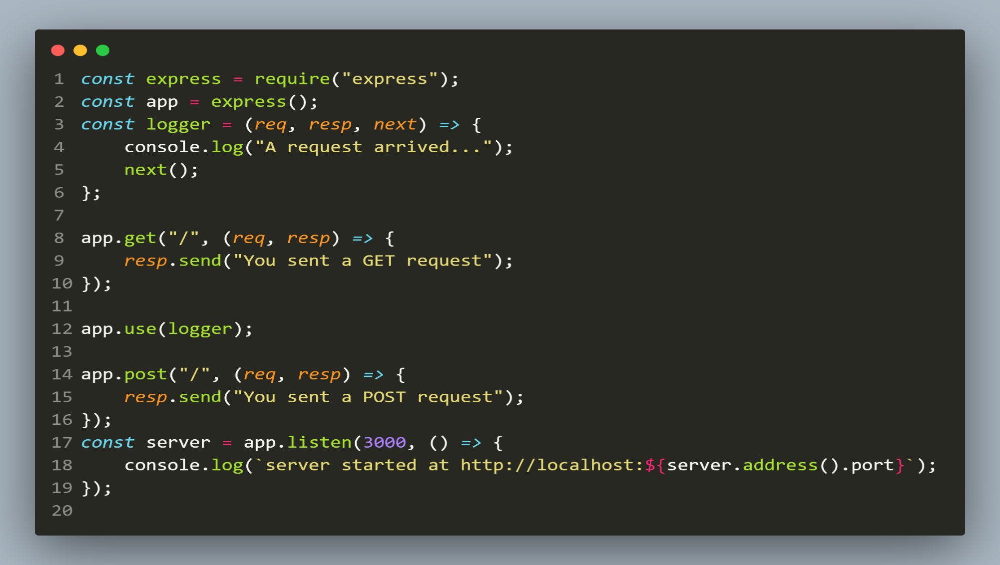 1 const express = require("express");
2 const app = express();
3 const logger = (req, resp, next) => {
4     console.log("A request arrived...");
5     next();
6 };
7
8 app.get("/", (req, resp) => {
9     resp.send("You sent a GET request");
10 });
11
12 app.use(logger);
13
14 app.post("/", (req, resp) => {
15     resp.send("You sent a POST request");
16 });
17 const server = app.listen(3000, () => {
18     console.log(`server started at http://localhost:${server.address().port}`);
19 });
20